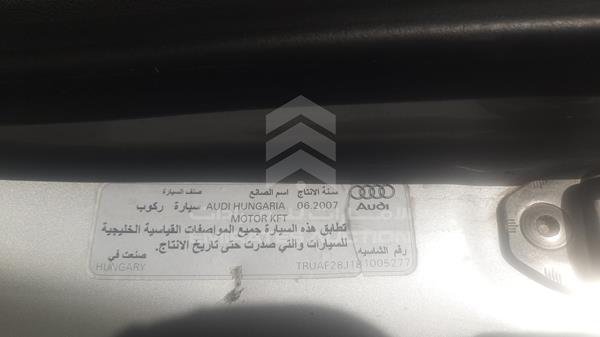 سنة الانتاج اسم الصانع صنف السيارة
06.2007 AUDI HUNGARIA سيارة ركوب
Audi MOTOR KFT
تطابق هذه السيارة جميع المواصفات القياسية الخليجية
للسيارات والتي صدرت حتى تاريخ الانتاج.
رقم الشاسيه صنعت في
TRUAF28J181005277 HUNGARY